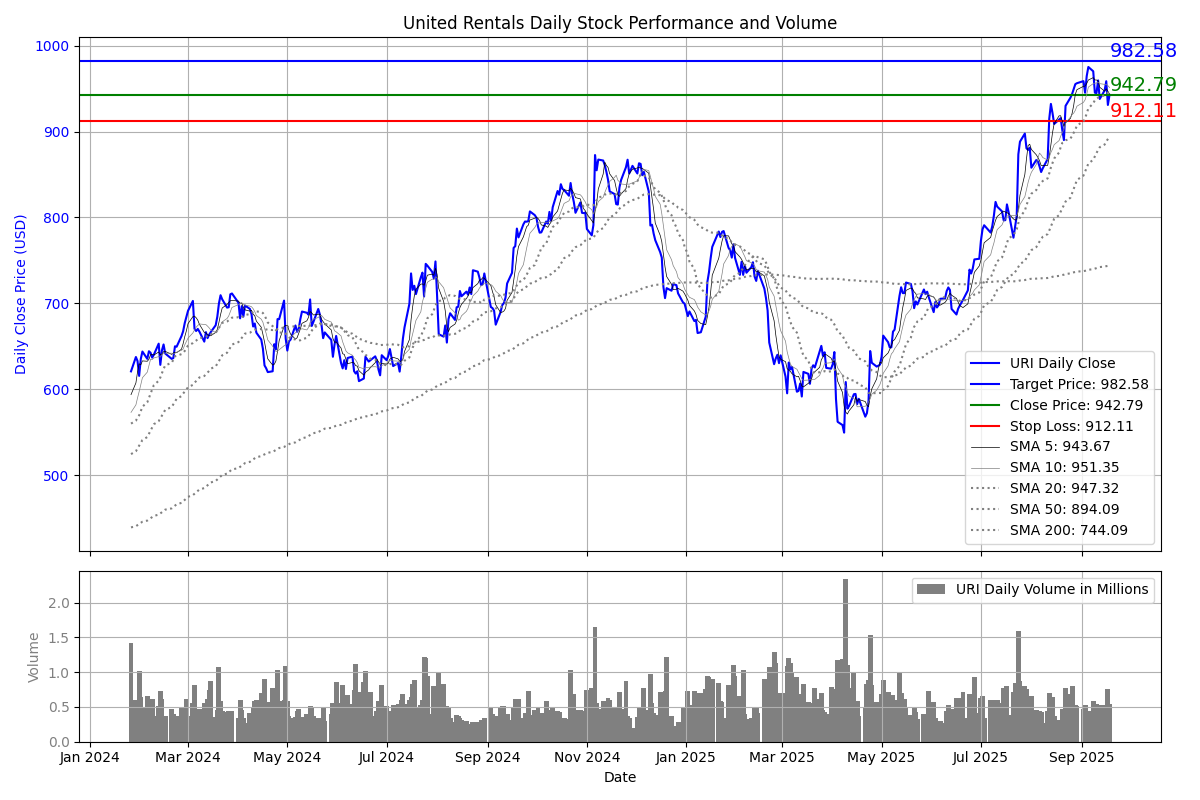 United Rentals Daily Stock Performance and Volume
1000
900
800
700
600
500
Daily Close Price (USD)
982.58
942.79
912.11
URI Daily Close
Target Price: 982.58
Close Price: 942.79
Stop Loss: 912.11
SMA 5: 943.67
SMA 10: 951.35
SMA 20: 947.32
SMA 50: 894.09
SMA 200: 744.09
2.0
1.5
1.0
0.5
0.0
Volume
URI Daily Volume in Millions
Jan 2024 Mar 2024 May 2024 Jul 2024 Sep 2024 Nov 2024 Jan 2025 Mar 2025 May 2025 Jul 2025 Sep 2025
Date